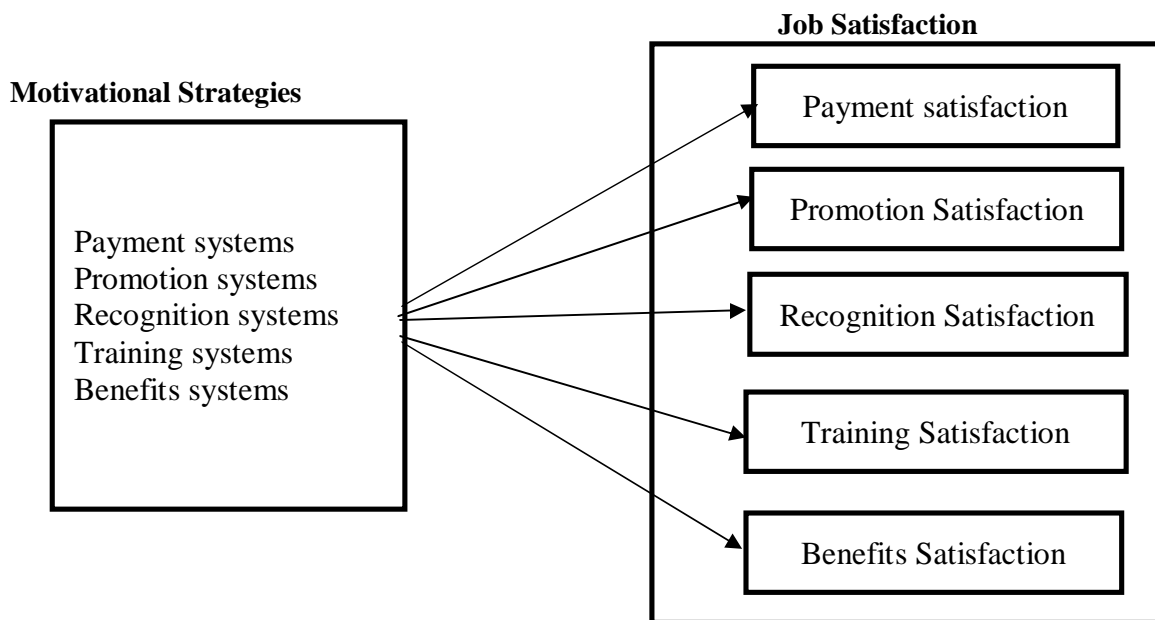 Job Satisfaction
Motivational Strategies
Payment systems
Promotion systems
Recognition systems
Training systems
Benefits systems
Payment satisfaction
Promotion Satisfaction
Recognition Satisfaction
Training Satisfaction
Benefits Satisfaction